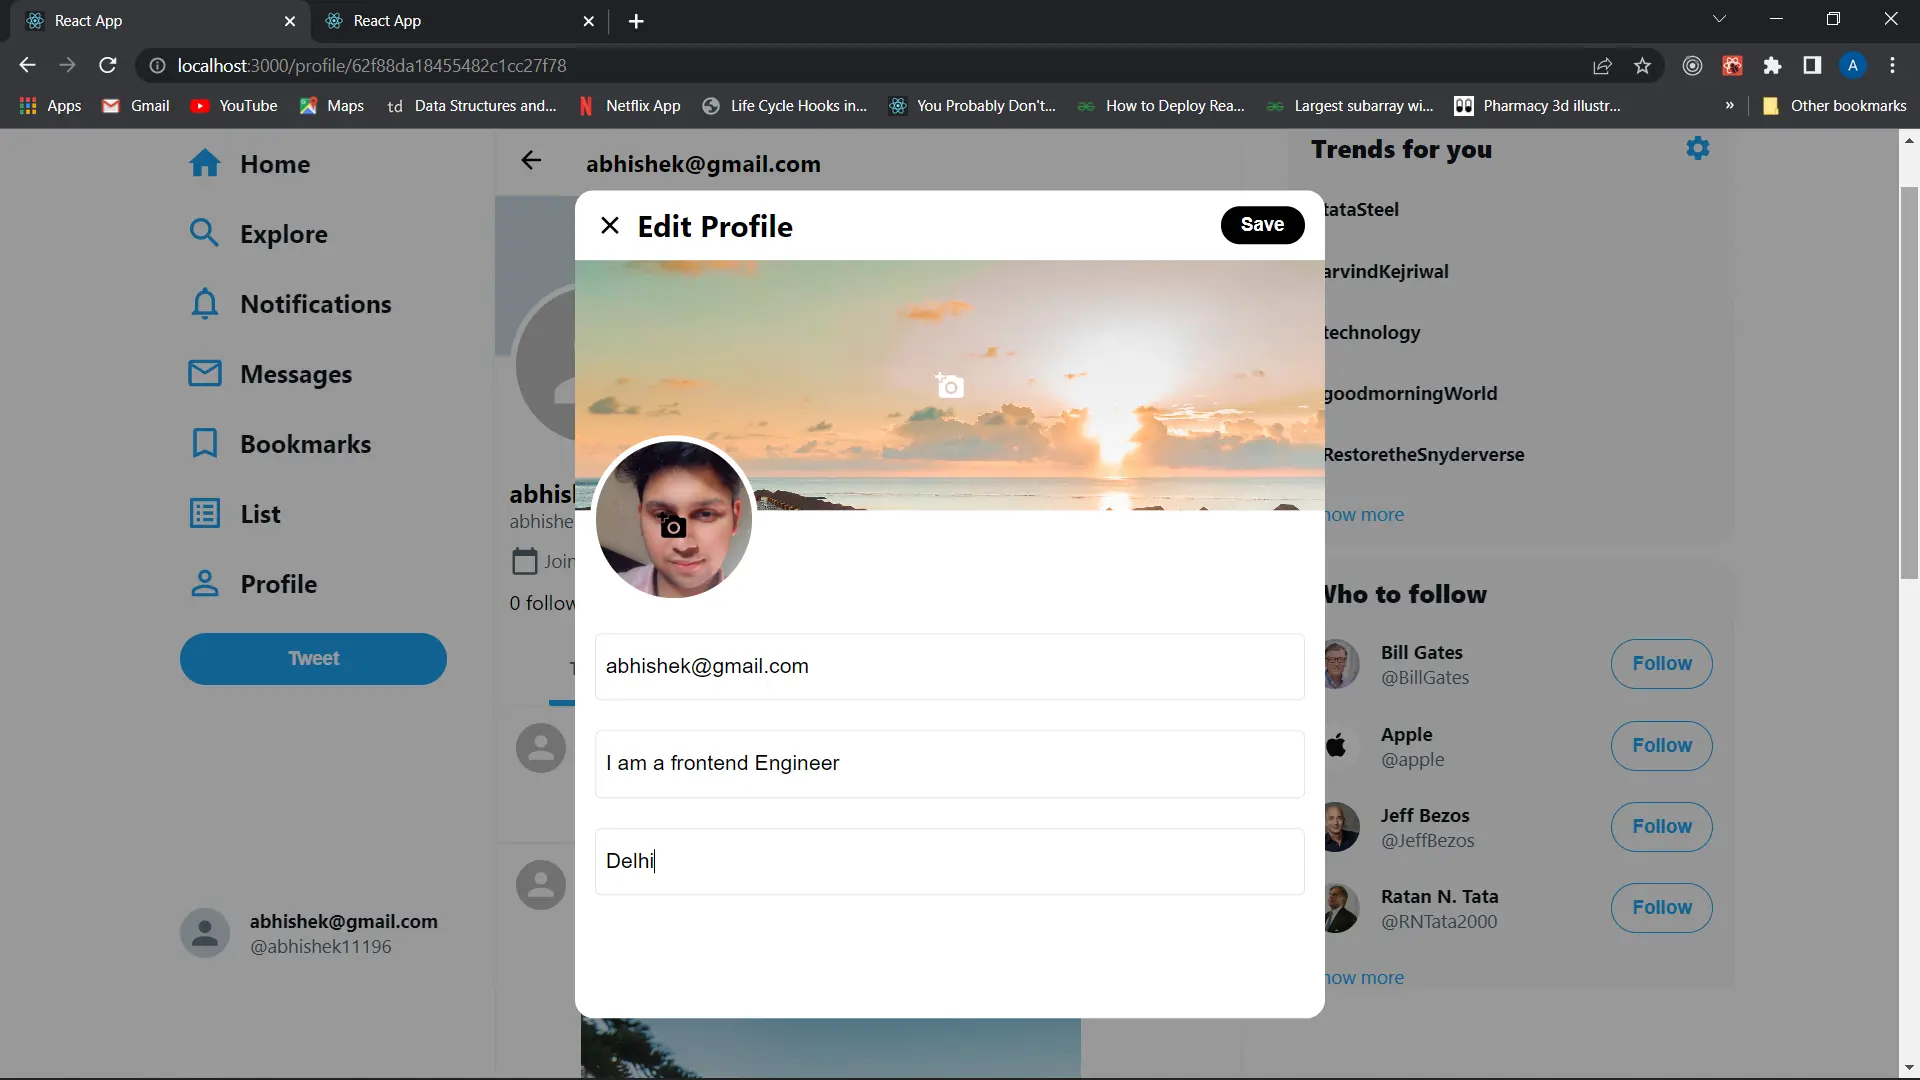 React App
React App
localhost:3000/profile/62f88da18455482c1cc27f78
A
Apps
Gmail
YouTube
Maps
td Data Structures and...
Netflix App
Life Cycle Hooks in...
You Probably Don't...
How to Deploy Rea...
Largest subarray wi...
Pharmacy 3d illustr...
»
Other bookmarks
Home
Explore
Notifications
Messages
Bookmarks
List
Profile
Tweet
abhishek@gmail.com
@abhishek11196
abhishek@gmail.com
abhis
abhishe
Join
0 follow
T
Edit Profile
Save
abhishek@gmail.com
I am a frontend Engineer
Delhi
Trends for you
tataSteel
arvindKejriwal
technology
goodmorningWorld
RestoretheSnyderverse
how more
Who to follow
Bill Gates
@BillGates
Follow
Apple
@apple
Follow
Jeff Bezos
@JeffBezos
Follow
Ratan N. Tata
@RNTata2000
Follow
how more